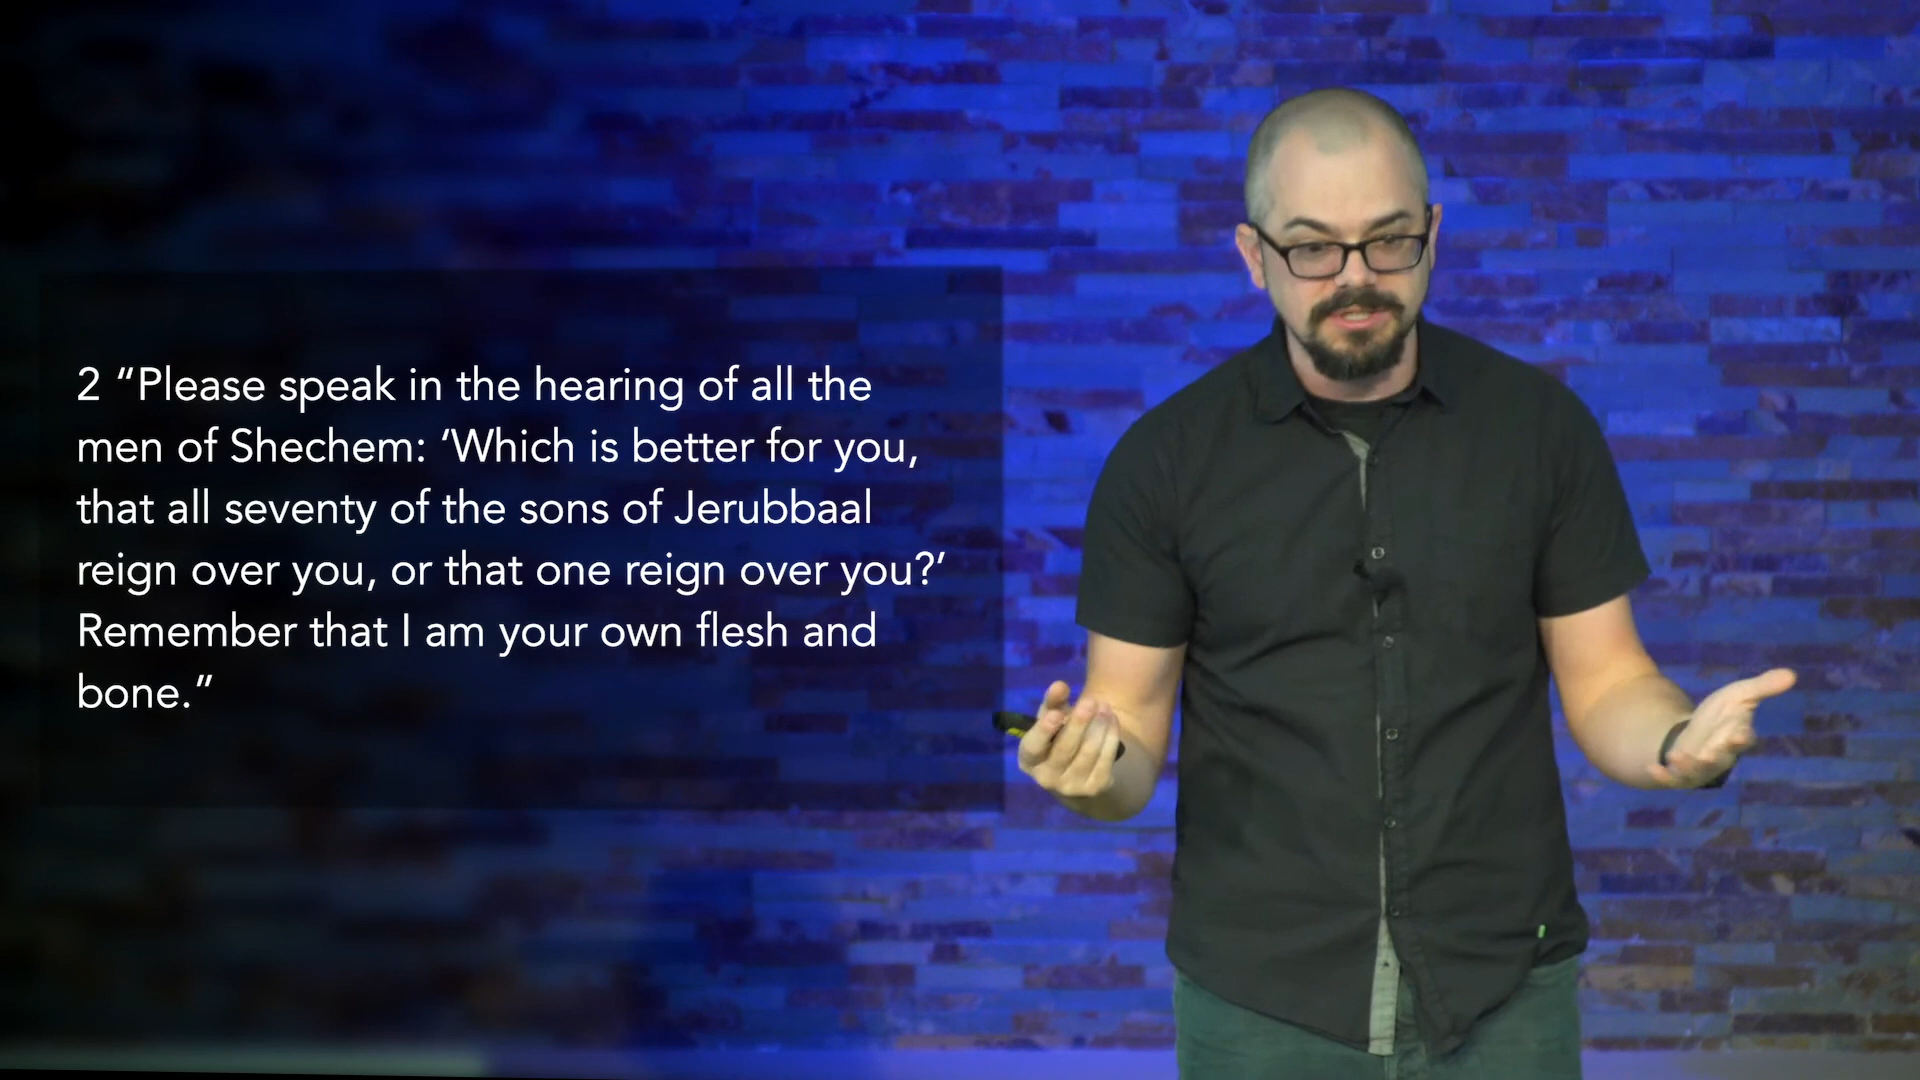 2 “Please speak in the hearing of all the
men of Shechem: ‘Which is better for you,
that all seventy of the sons of Jerubbaal
reign over you, or that one reign over you?’
Remember that I am your own flesh and
bone.”